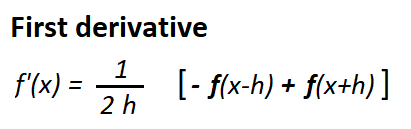 First derivative
f'(x) = 1/(2 h) [- f(x-h) + f(x+h) ]